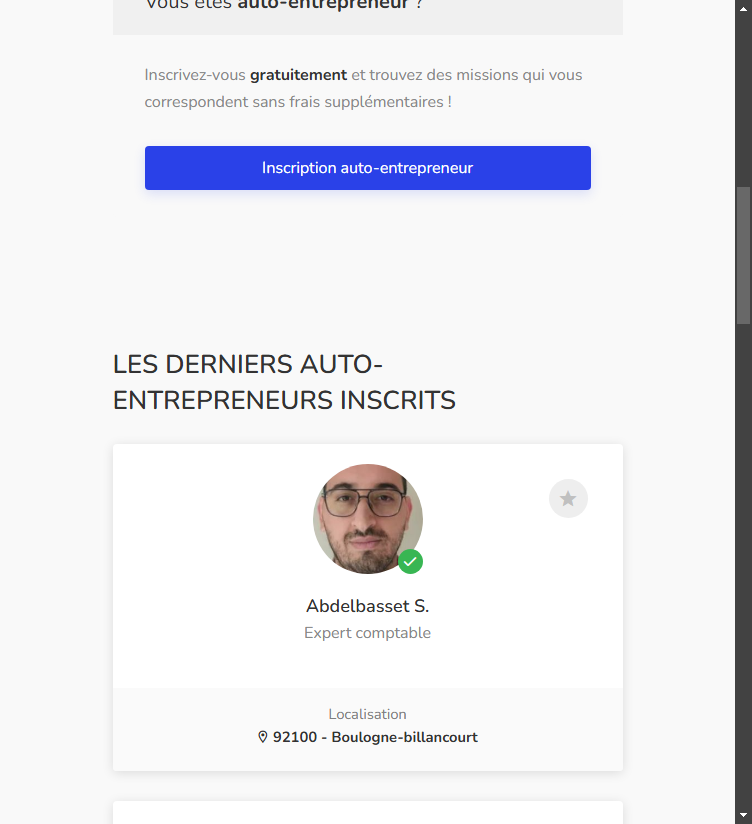 Vous êtes auto-entrepreneur ?
Inscrivez-vous gratuitement et trouvez des missions qui vous
correspondent sans frais supplémentaires !
Inscription auto-entrepreneur
LES DERNIERS AUTO-
ENTREPRENEURS INSCRITS
Abdelbasset S.
Expert comptable
Localisation
92100 - Boulogne-billancourt